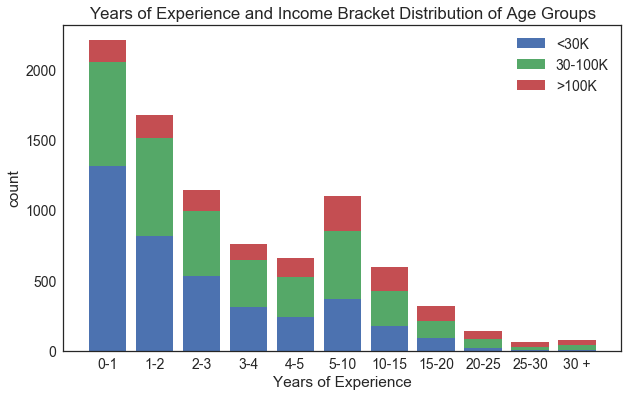 Years of Experience and Income Bracket Distribution of Age Groups
<30K
30-100K
>100K
2000
1500
1000
500
0
count
0-1 1-2 2-3 3-4 4-5 5-10 10-15 15-20 20-25 25-30 30 +
Years of Experience